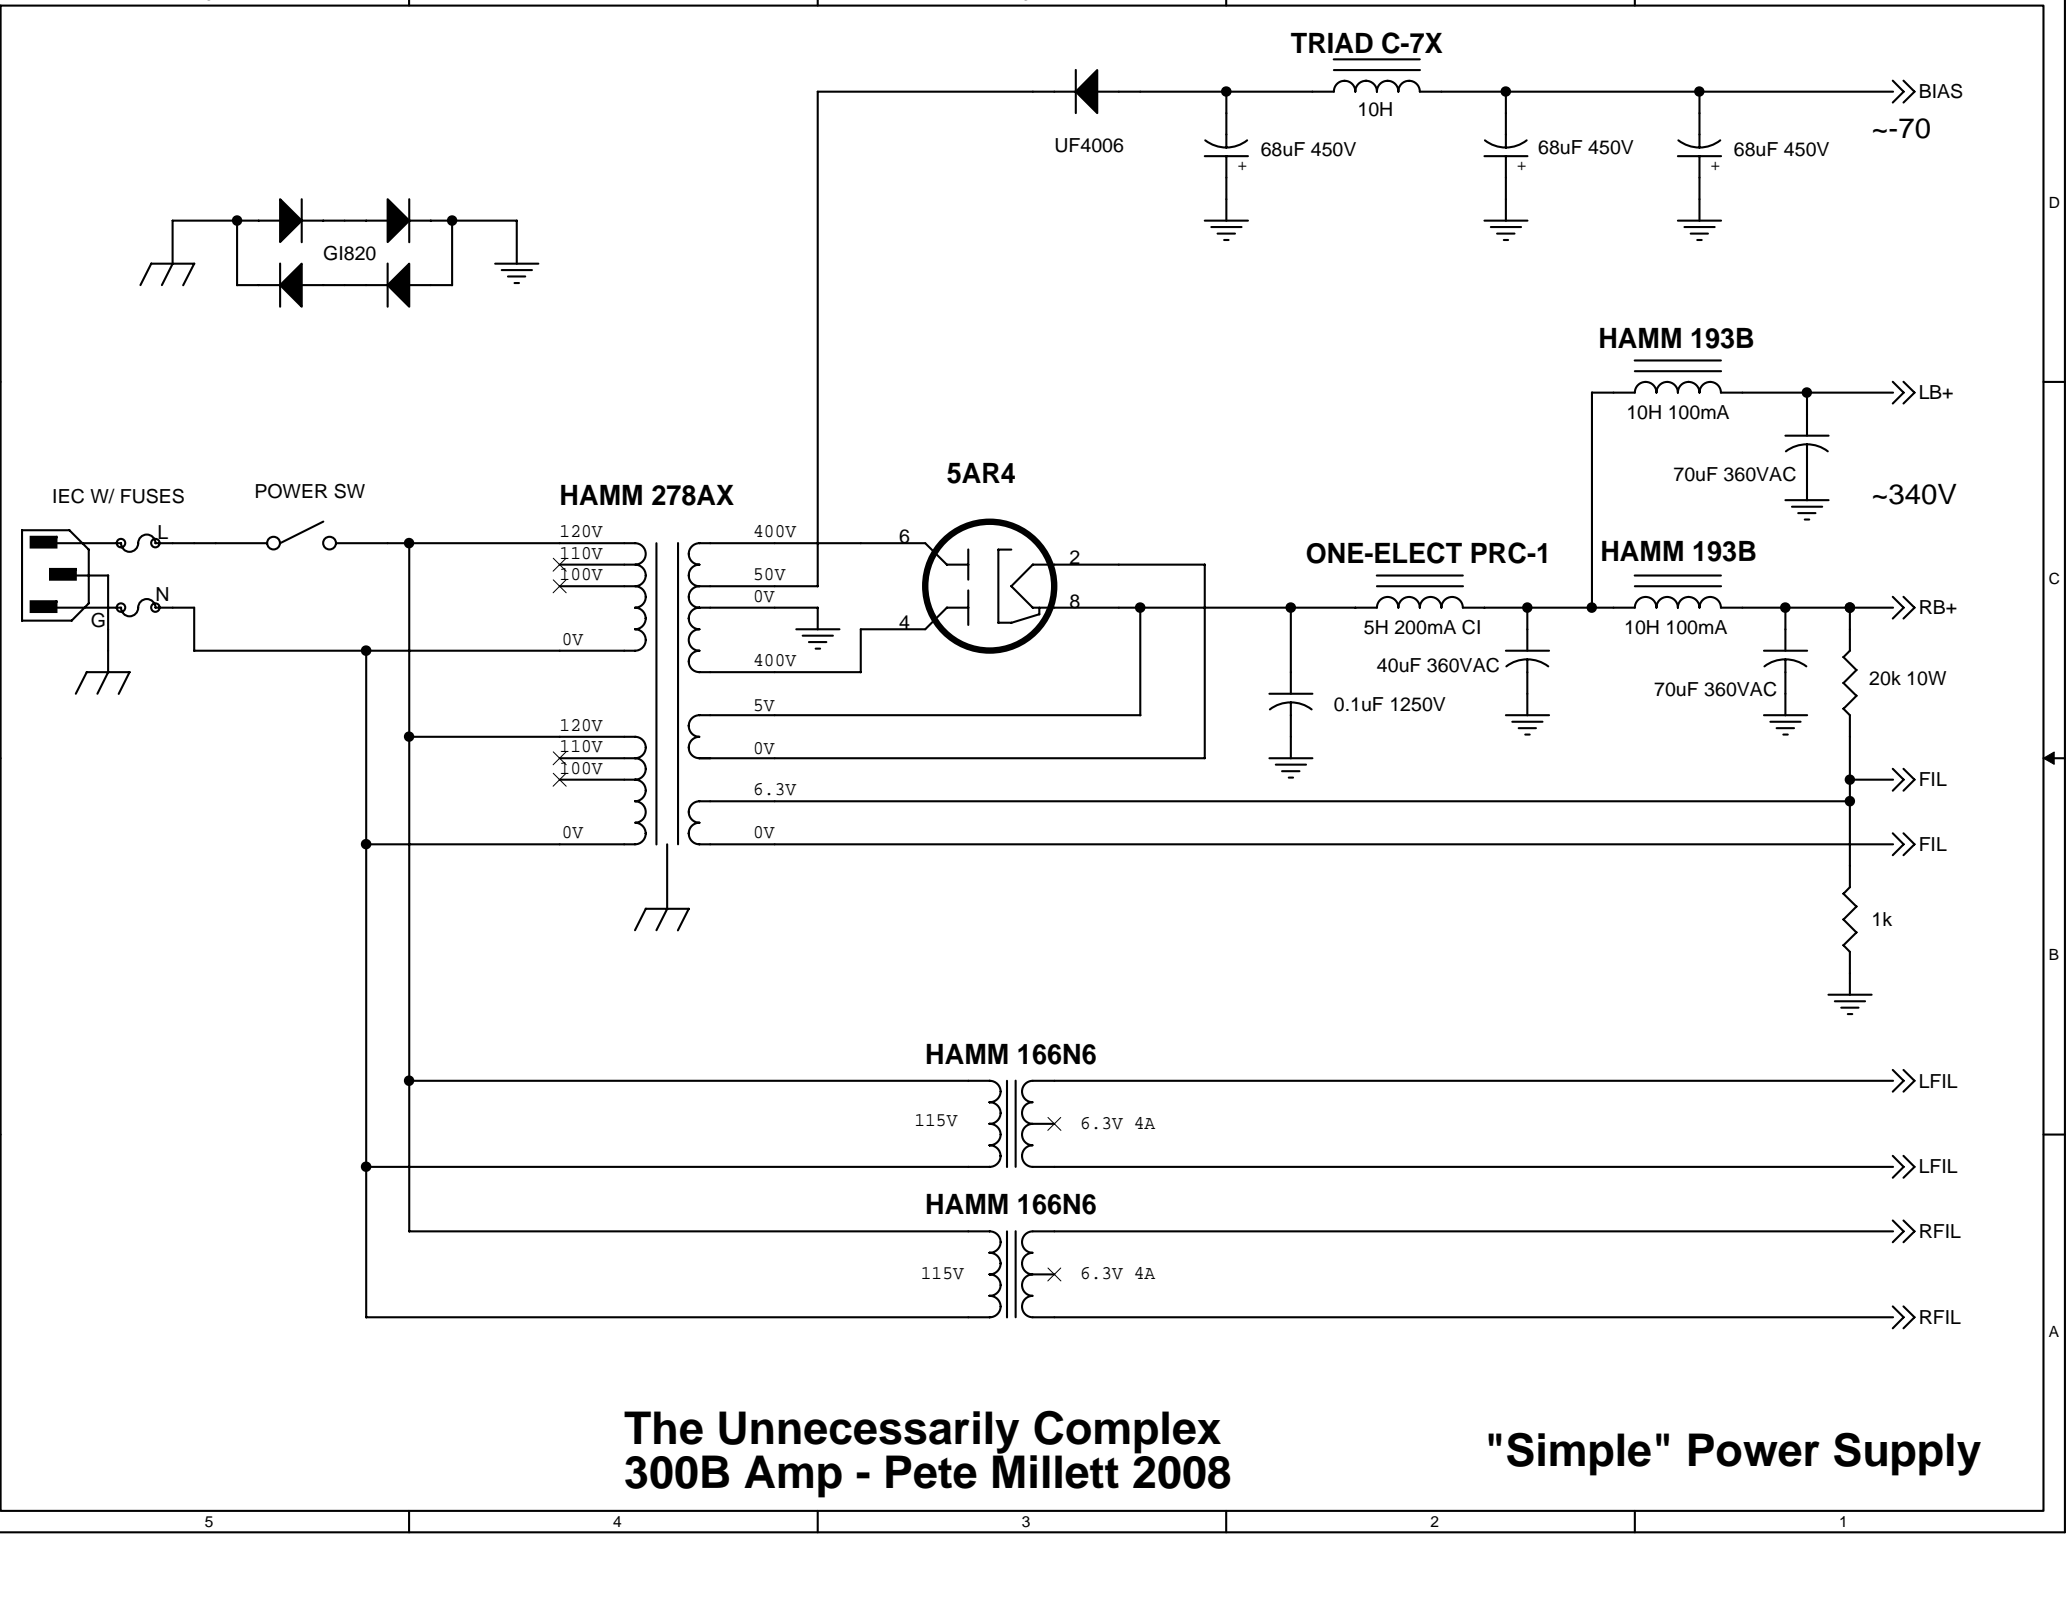 TRIAD C-7X
10H
BIAS
~-70
UF4006
68uF 450V
+
68uF 450V
+
68uF 450V
+
D
GI820
HAMM 193B
10H 100mA
LB+
70uF 360VAC
~340V
IEC W/ FUSES
POWER SW
HAMM 278AX
5AR4
L
N
G
120V
110V
100V
0V
400V
50V
0V
400V
6
4
2
8
ONE-ELECT PRC-1
5H 200mA CI
HAMM 193B
10H 100mA
RB+
C
40uF 360VAC
70uF 360VAC
20k 10W
0.1uF 1250V
120V
110V
100V
0V
5V
0V
6.3V
0V
FIL
FIL
1k
B
HAMM 166N6
115V
6.3V 4A
LFIL
LFIL
HAMM 166N6
115V
6.3V 4A
RFIL
RFIL
A
The Unnecessarily Complex
300B Amp - Pete Millett 2008
"Simple" Power Supply
5
4
3
2
1